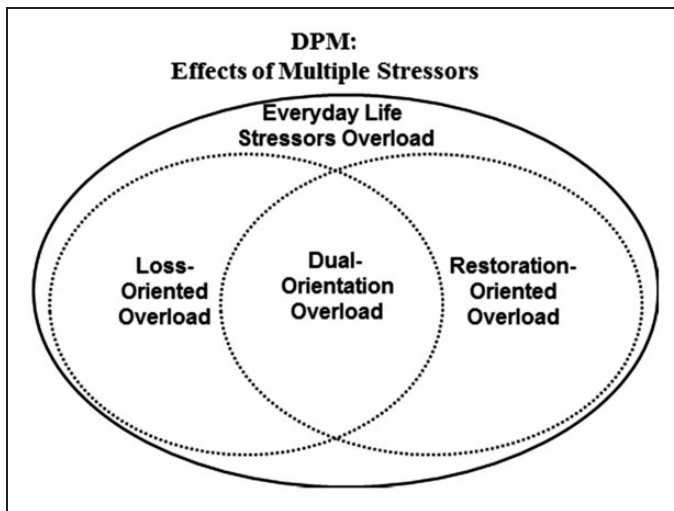 DPM:
Effects of Multiple Stressors
Everyday Life
Stressors Overload
Loss-
Oriented
Overload
Dual-
Orientation
Overload
Restoration-
Oriented
Overload